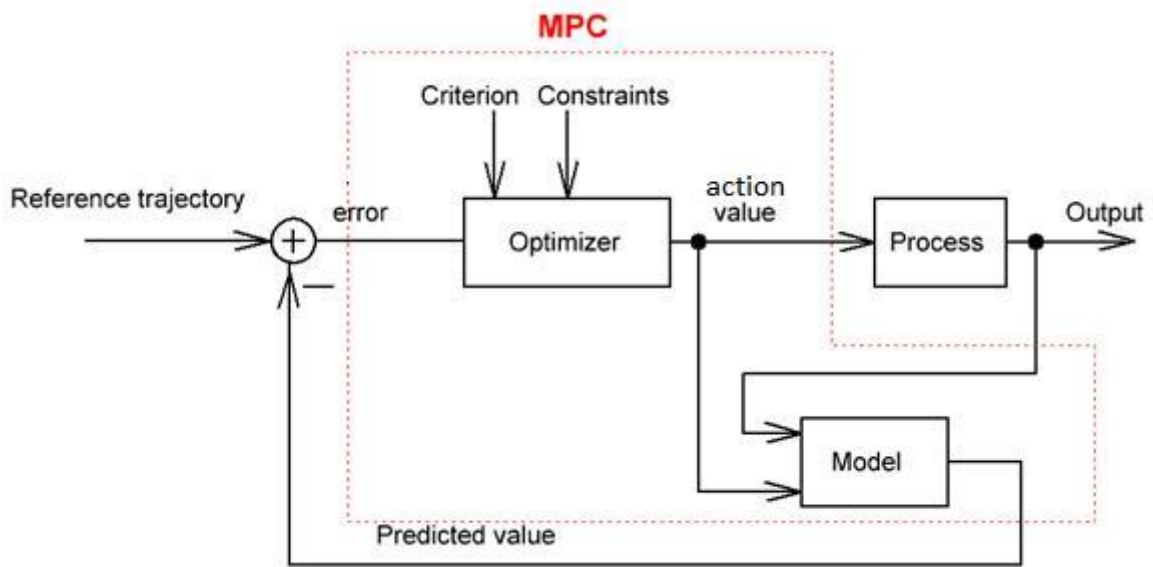 MPC
Criterion Constraints
Reference trajectory
error
+
−
Optimizer
action
value
Process
Output
Model
Predicted value